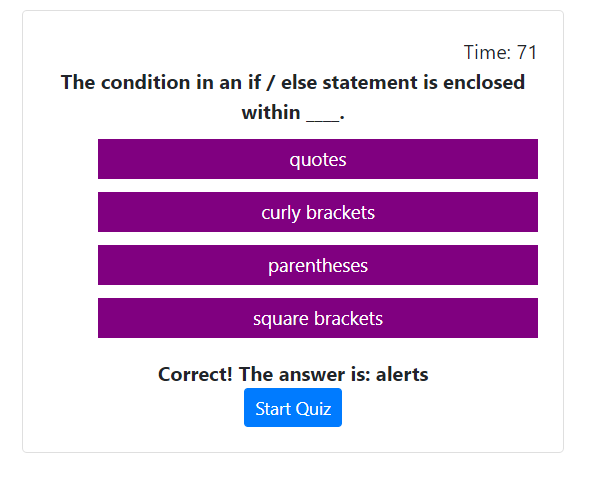 Time: 71
The condition in an if / else statement is enclosed
within ____.
quotes
curly brackets
parentheses
square brackets
Correct! The answer is: alerts
Start Quiz